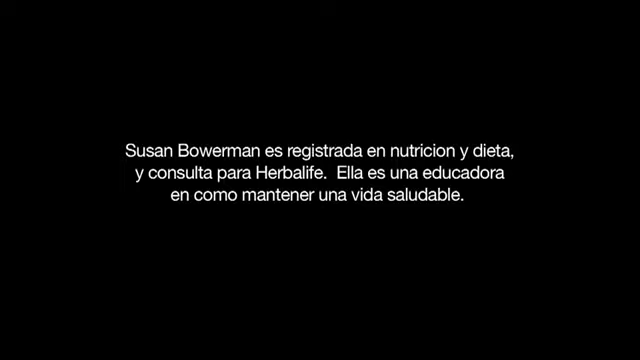 Susan Bowerman es registrada en nutricion y dieta,
y consulta para Herbalife.  Ella es una educadora
en como mantener una vida saludable.